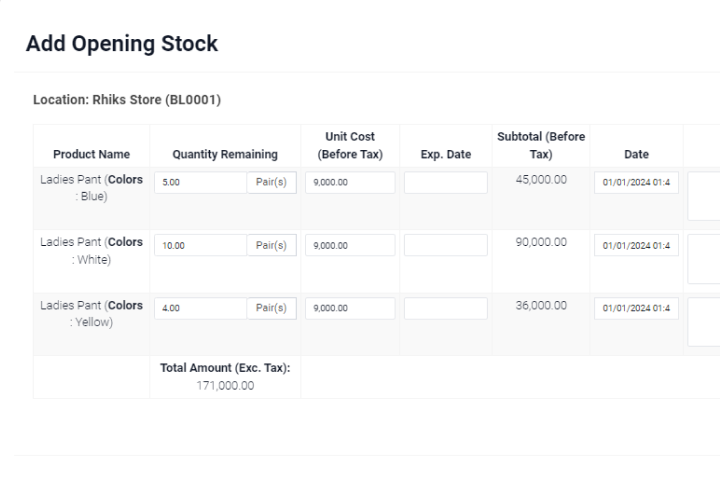 Add Opening Stock
Location: Rhiks Store (BL0001)
Product Name Quantity Remaining Unit Cost (Before Tax) Exp. Date Subtotal (Before Tax) Date
Ladies Pant (Colors : Blue) 5.00 Pair(s) 9,000.00 45,000.00 01/01/2024 01:4
Ladies Pant (Colors : White) 10.00 Pair(s) 9,000.00 90,000.00 01/01/2024 01:4
Ladies Pant (Colors : Yellow) 4.00 Pair(s) 9,000.00 36,000.00 01/01/2024 01:4
Total Amount (Exc. Tax):
171,000.00